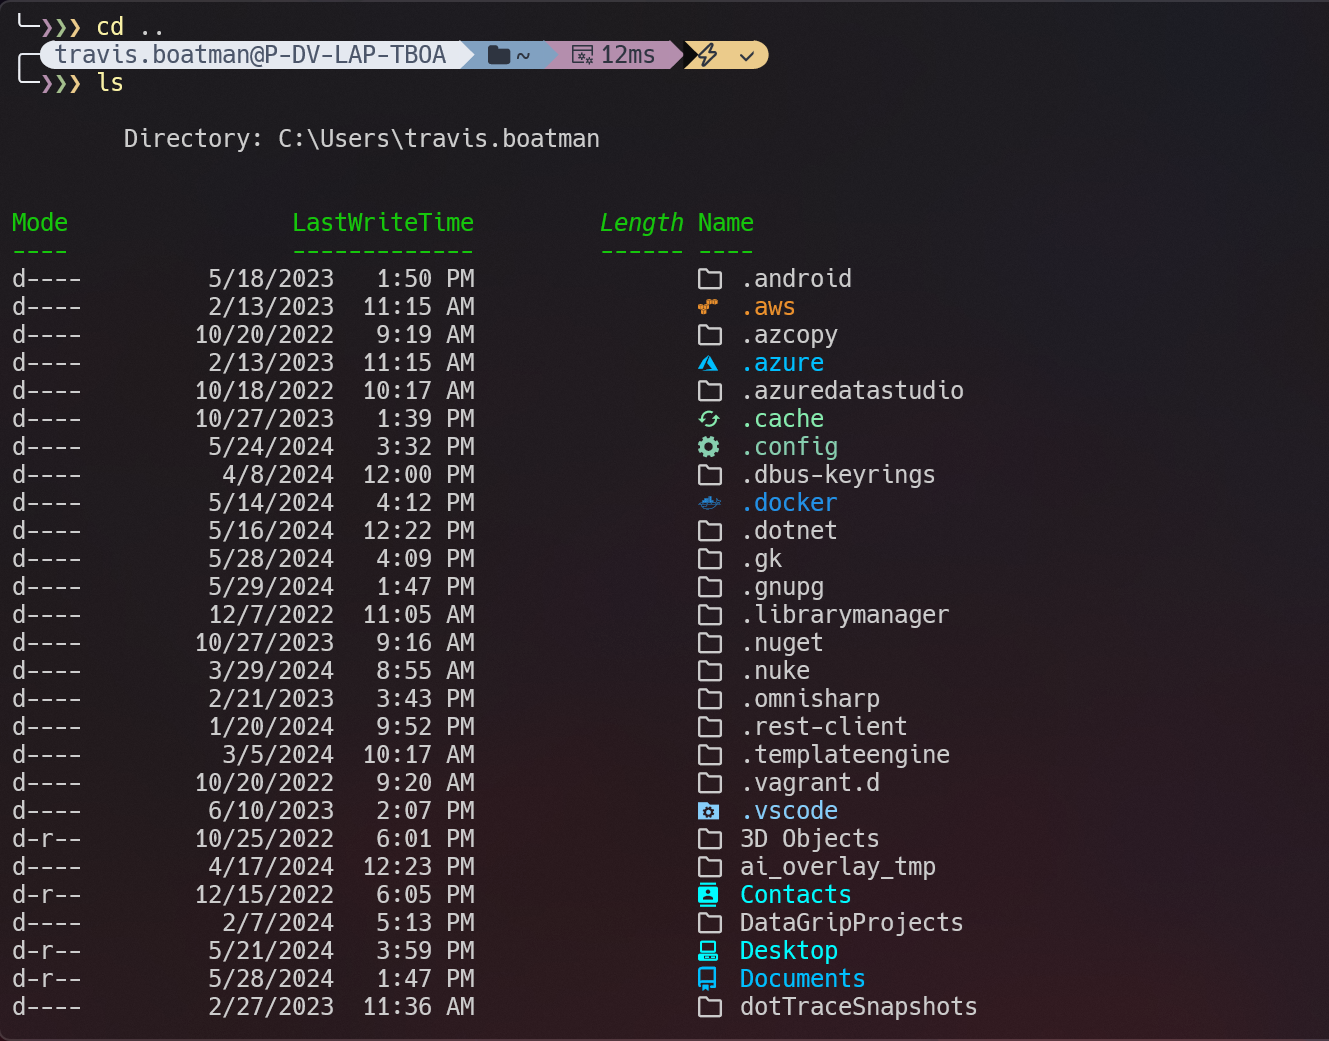 ❯❯❯ cd ..
travis.boatman@P-DV-LAP-TBOA ~ 12ms
❯❯❯ ls
Directory: C:\Users\travis.boatman
Mode LastWriteTime Length Name
---- ------------- ------ ----
d---- 5/18/2023 1:50 PM .android
d---- 2/13/2023 11:15 AM .aws
d---- 10/20/2022 9:19 AM .azcopy
d---- 2/13/2023 11:15 AM .azure
d---- 10/18/2022 10:17 AM .azuredatastudio
d---- 10/27/2023 1:39 PM .cache
d---- 5/24/2024 3:32 PM .config
d---- 4/8/2024 12:00 PM .dbus-keyrings
d---- 5/14/2024 4:12 PM .docker
d---- 5/16/2024 12:22 PM .dotnet
d---- 5/28/2024 4:09 PM .gk
d---- 5/29/2024 1:47 PM .gnupg
d---- 12/7/2022 11:05 AM .librarymanager
d---- 10/27/2023 9:16 AM .nuget
d---- 3/29/2024 8:55 AM .nuke
d---- 2/21/2023 3:43 PM .omnisharp
d---- 1/20/2024 9:52 PM .rest-client
d---- 3/5/2024 10:17 AM .templateengine
d---- 10/20/2022 9:20 AM .vagrant.d
d---- 6/10/2023 2:07 PM .vscode
d-r-- 10/25/2022 6:01 PM 3D Objects
d---- 4/17/2024 12:23 PM ai_overlay_tmp
d-r-- 12/15/2022 6:05 PM Contacts
d---- 2/7/2024 5:13 PM DataGripProjects
d-r-- 5/21/2024 3:59 PM Desktop
d-r-- 5/28/2024 1:47 PM Documents
d---- 2/27/2023 11:36 AM dotTraceSnapshots